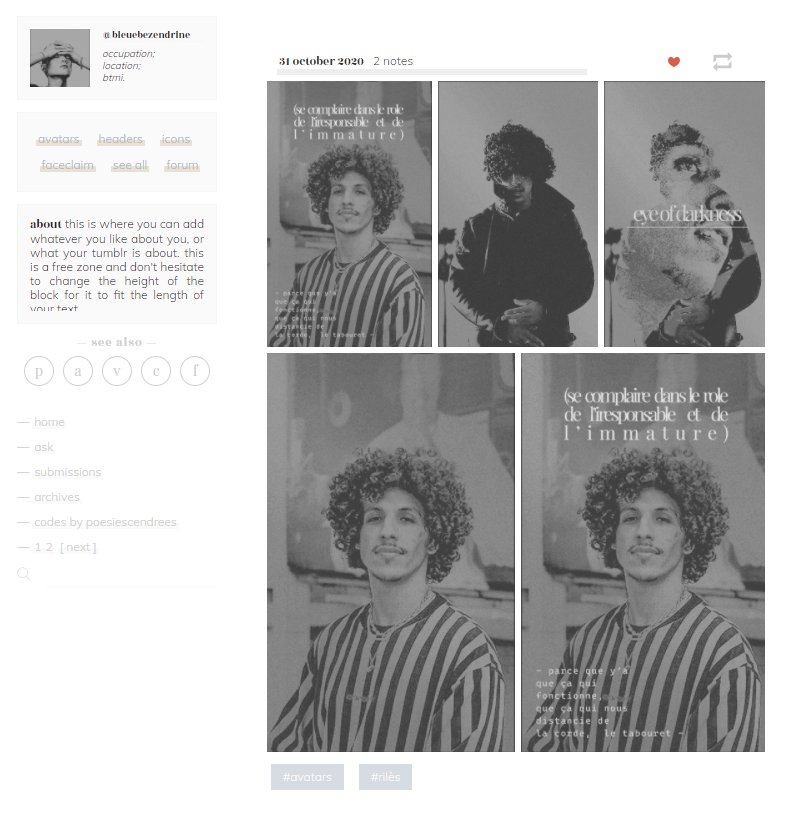 @bleuebezendrine
occupation;
location;
btmi.
avatars headers icons
faceclaim see all forum
about this is where you can add
whatever you like about you, or
what your tumblr is about. this
is a free zone and don't hesitate
to change the height of the
block for it to fit the length of
your text
— see also —
p a v c f
— home
— ask
— submissions
— archives
— codes by poesiescendrees
— 1 2 [ next ]
31 october 2020 2 notes
(se complaire dans le role
de l'irresponsable et de
l'immature)
- parce que y'a
que ça qui
fonctionne,
que ça qui nous
distancie de
la corde, le tabouret -
eye of darkness
(se complaire dans le role
de l'irresponsable et de
l'immature)
- parce que y'a
que ça qui
fonctionne,
que ça qui nous
distancie de
la corde, le tabouret -
#avatars #rilès